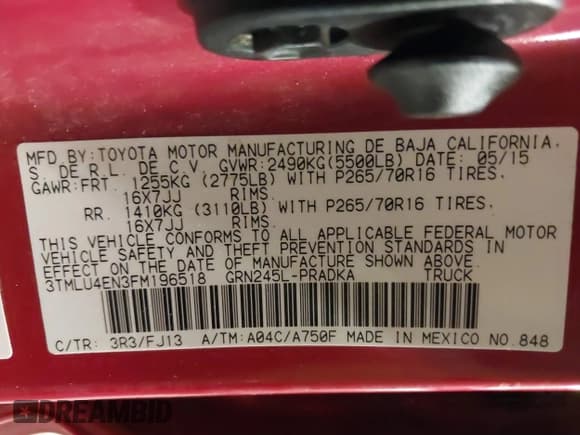 MFD BY: TOYOTA MOTOR MANUFACTURING DE BAJA CALIFORNIA,
S. DE R.L. DE C.V. GVWR: 2490KG(5500LB) DATE: 05/15
GAWR:FRT. 1255KG (2775LB) WITH P265/70R16 TIRES,
16X7JJ RIMS.
RR. 1410KG (3110LB) WITH P265/70R16 TIRES,
16X7JJ RIMS.
THIS VEHICLE CONFORMS TO ALL APPLICABLE FEDERAL MOTOR
VEHICLE SAFETY AND THEFT PREVENTION STANDARDS IN
EFFECT ON THE DATE OF MANUFACTURE SHOWN ABOVE.
3TMLU4EN3FM196518 GRN245L-PRADKA TRUCK
C/TR: 3R3/FJ13 A/TM:A04C/A750F MADE IN MEXICO NO.848
DREAMBID